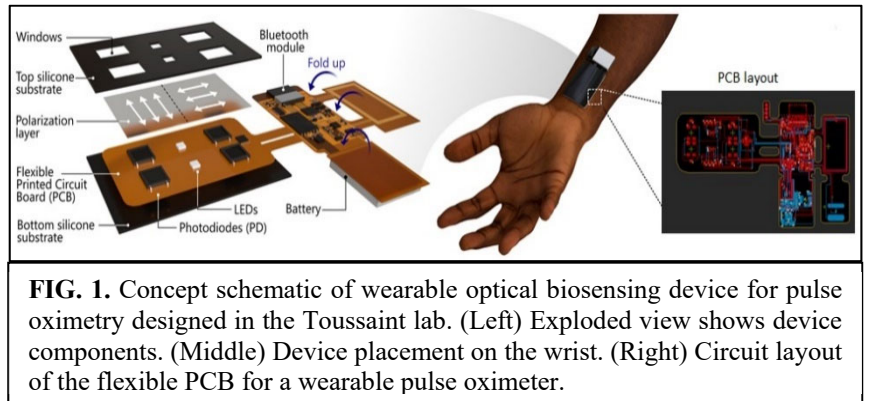 Windows
Top silicone
substrate
Polarization
layer
Flexible
Printed Circuit
Board (PCB)
Bottom silicone
substrate
Bluetooth
module
Fold up
LEDs
Photodiodes (PD)
Battery
PCB layout
FIG. 1. Concept schematic of wearable optical biosensing device for pulse
oximetry designed in the Toussaint lab. (Left) Exploded view shows device
components. (Middle) Device placement on the wrist. (Right) Circuit layout
of the flexible PCB for a wearable pulse oximeter.